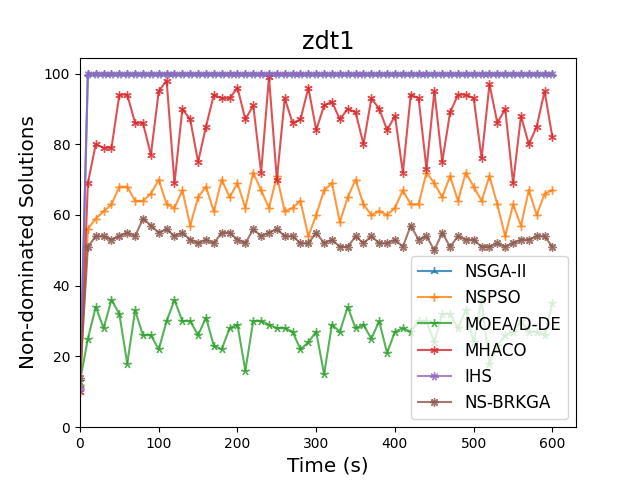 zdt1
Non-dominated Solutions
100
80
60
40
20
0
NSGA-II
NSPSO
MOEA/D-DE
MHACO
IHS
NS-BRKGA
0 100 200 300 400 500 600
Time (s)